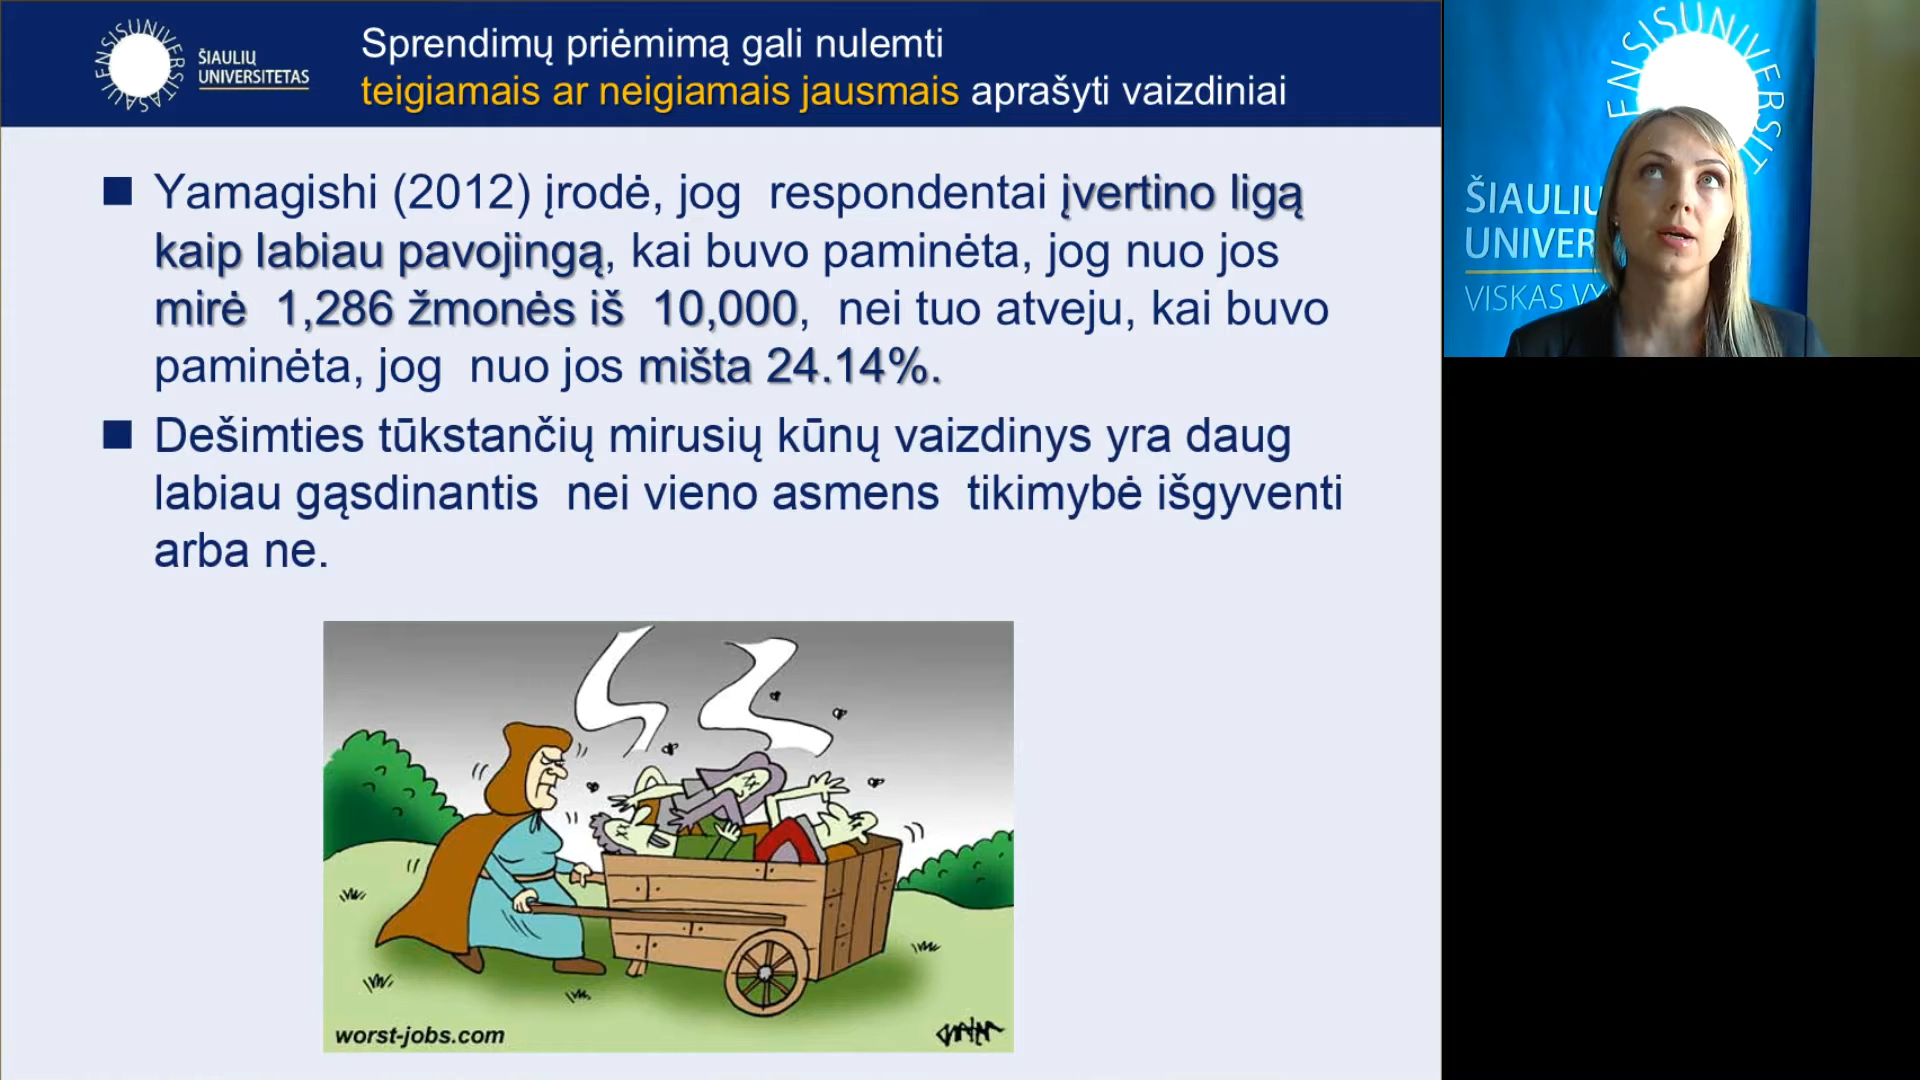 ŠIAULIŲ
UNIVERSITETAS
Sprendimų priėmimą gali nulemti
teigiamais ar neigiamais jausmais aprašyti vaizdiniai
■ Yamagishi (2012) įrodė, jog respondentai įvertino ligą
kaip labiau pavojingą, kai buvo paminėta, jog nuo jos
mirė 1,286 žmonės iš 10,000, nei tuo atveju, kai buvo
paminėta, jog nuo jos mišta 24.14%.
■ Dešimties tūkstančių mirusių kūnų vaizdinys yra daug
labiau gąsdinantis nei vieno asmens tikimybė išgyventi
arba ne.
worst-jobs.com
ŠIAULIŲ
UNIVER
VISKAS VY